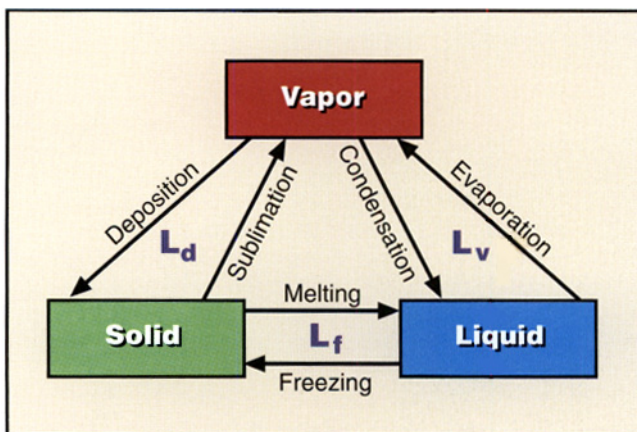 Vapor
Deposition
Sublimation
Condensation
Evaporation
Ld
Lv
Solid
Melting
Lf
Freezing
Liquid